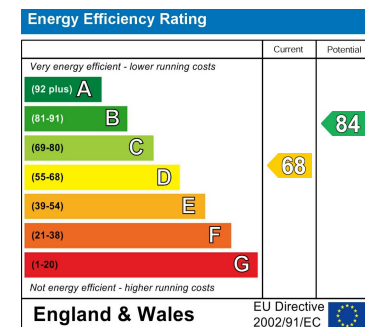 Energy Efficiency Rating
Current Potential
Very energy efficient - lower running costs
(92 plus) A
(81-91) B
84
(69-80) C
68
(55-68) D
(39-54) E
(21-38) F
(1-20) G
Not energy efficient - higher running costs
England & Wales
EU Directive
2002/91/EC